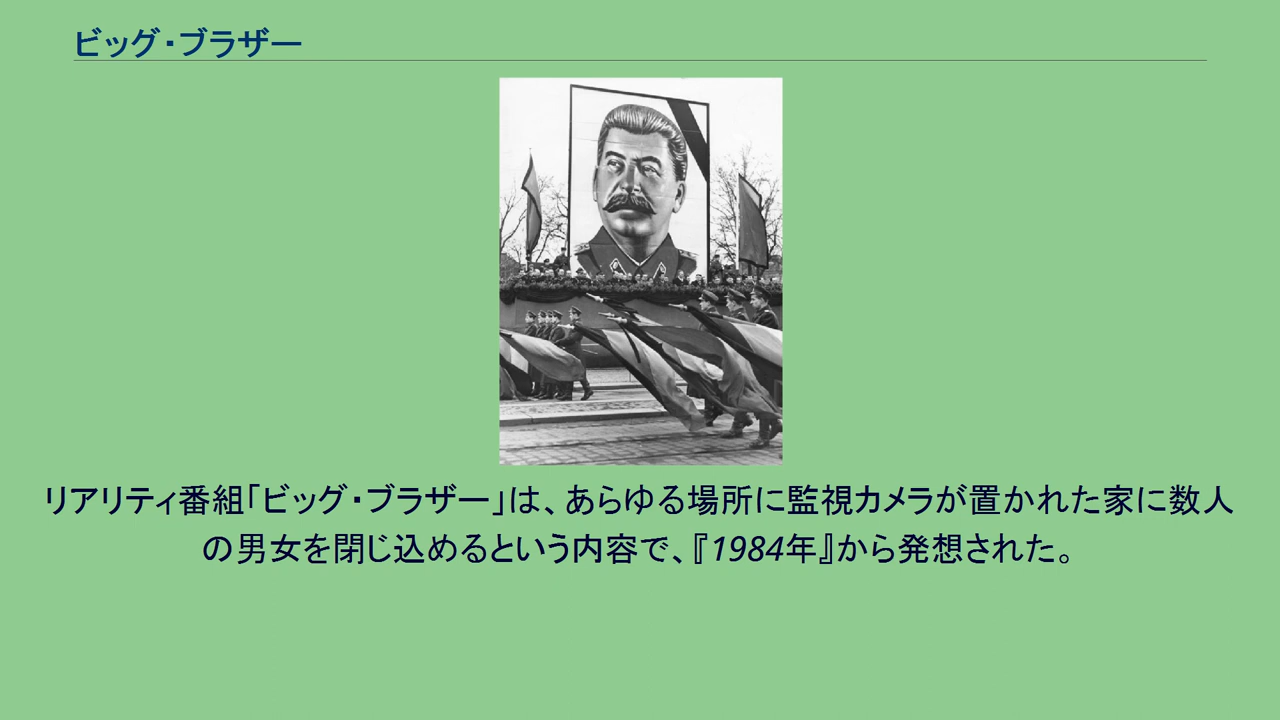 ビッグ・ブラザー
リアリティ番組「ビッグ・ブラザー」は、あらゆる場所に監視カメラが置かれた家に数人
の男女を閉じ込めるという内容で、『1984年』から発想された。